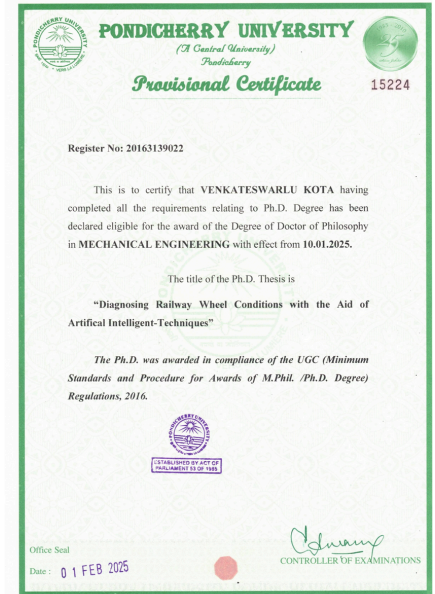 PONDICHERRY UNIVERSITY
(A Central University)
Pondicherry
Provisional Certificate
15224
Register No: 20163139022
This is to certify that VENKATESWARLU KOTA having
completed all the requirements relating to Ph.D. Degree has been
declared eligible for the award of the Degree of Doctor of Philosophy
in MECHANICAL ENGINEERING with effect from 10.01.2025.
The title of the Ph.D. Thesis is
“Diagnosing Railway Wheel Conditions with the Aid of
Artifical Intelligent-Techniques”
The Ph.D. was awarded in compliance of the UGC (Minimum
Standards and Procedure for Awards of M.Phil. /Ph.D. Degree)
Regulations, 2016.
PONDICHERRY UNIVERSITY
ESTABLISHED BY ACT OF
PARLIAMENT 53 OF 1985
Office Seal
Date : 01 FEB 2025
CONTROLLER OF EXAMINATIONS